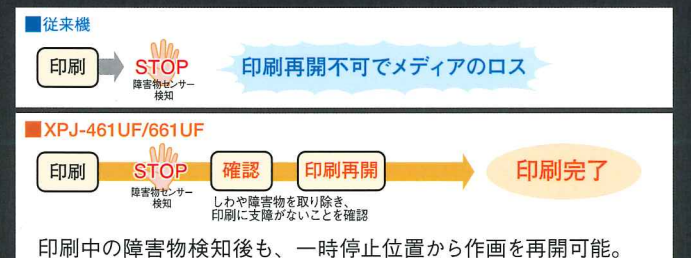 ■従来機
印刷
STOP
障害物センサー
検知
印刷再開不可でメディアのロス
■XPJ-461UF/661UF
印刷
STOP
障害物センサー
検知
確認
しわや障害物を取り除き、
印刷に支障がないことを確認
印刷再開
印刷完了
印刷中の障害物検知後も、一時停止位置から作画を再開可能。